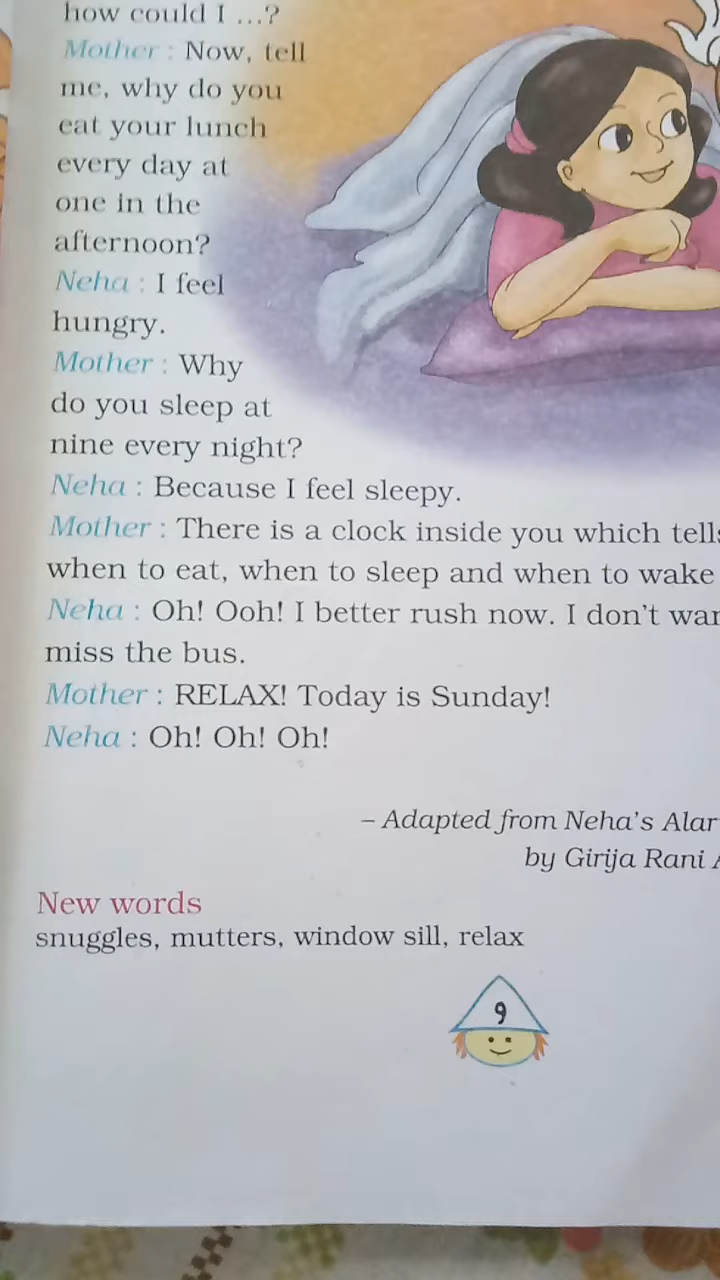 how could I ...?
Mother : Now, tell
me, why do you
eat your lunch
every day at
one in the
afternoon?
Neha : I feel
hungry.
Mother : Why
do you sleep at
nine every night?
Neha : Because I feel sleepy.
Mother : There is a clock inside you which tells
when to eat, when to sleep and when to wake
Neha : Oh! Ooh! I better rush now. I don't
miss the bus.
Mother : RELAX! Today is Sunday!
Neha : Oh! Oh! Oh!
– Adapted from Neha's
by Girija Rani
New words
snuggles, mutters, window sill, relax
9